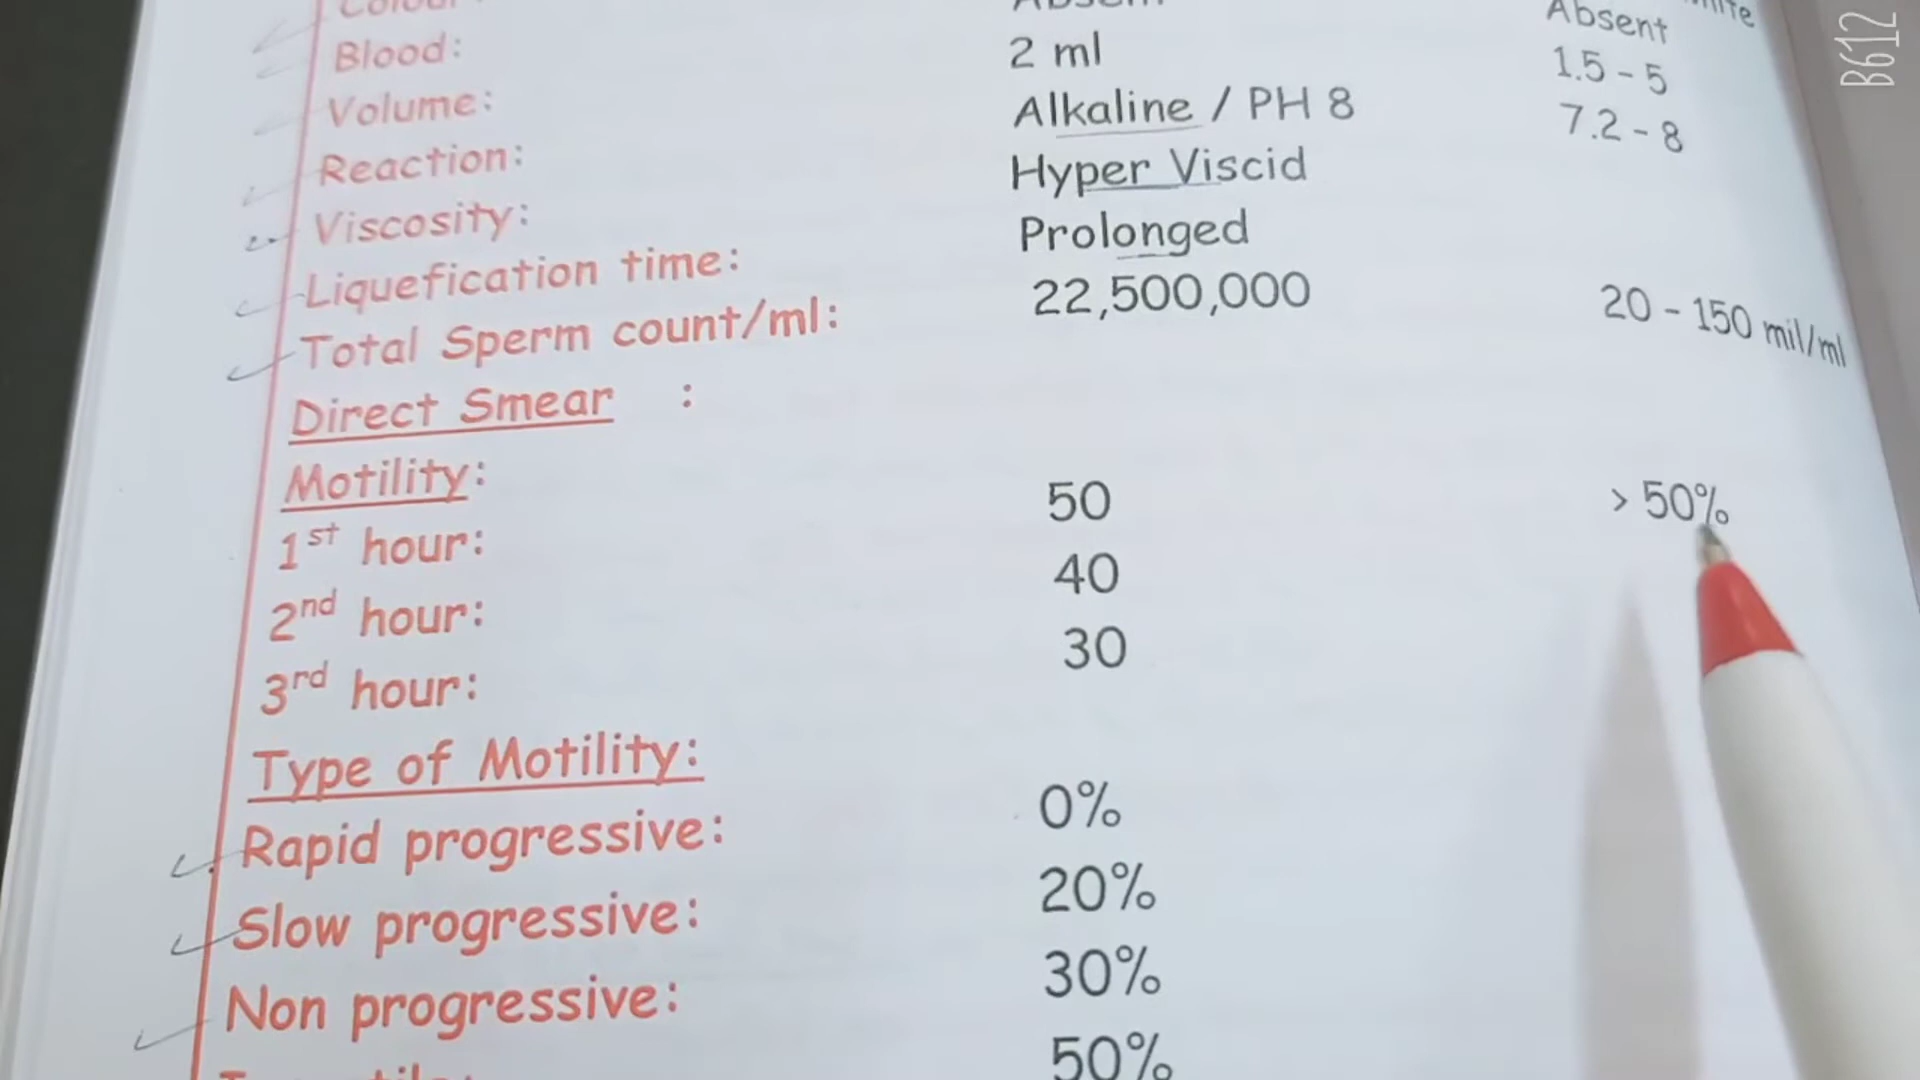 Colour:
Blood: Absent Absent
Volume: 2 ml 1.5 - 5
Reaction: Alkaline / PH 8 7.2 - 8
Viscosity: Hyper Viscid
Liquefication time: Prolonged
Total Sperm count/ml: 22,500,000 20 - 150 mil/ml
Direct Smear :
Motility:
1st hour: 50 > 50%
2nd hour: 40
3rd hour: 30
Type of Motility:
Rapid progressive: 0%
Slow progressive: 20%
Non progressive: 30%
50%
B612